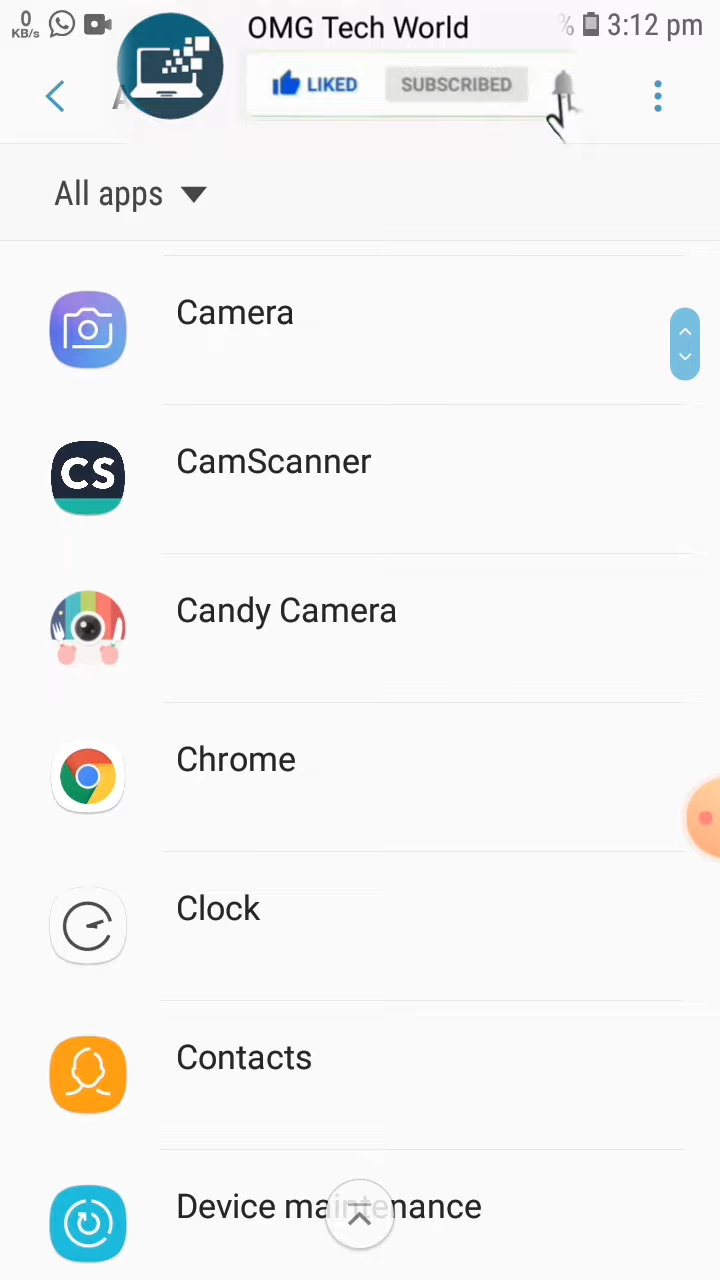 0
KB/s
OMG Tech World
% 3:12 pm
LIKED
SUBSCRIBED
A
All apps
Camera
CS
CamScanner
Candy Camera
Chrome
Clock
Contacts
Device maintenance